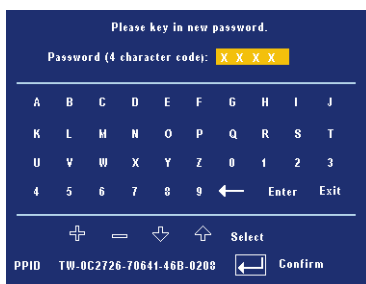 Please key in new password.
Password (4 character code): X X X X
A B C D E F G H I J
K L M N O P Q R S T
U V W X Y Z 0 1 2 3
4 5 6 7 8 9 Enter Exit
Select
PPID TW-0C2726-70641-46B-0208 Confirm